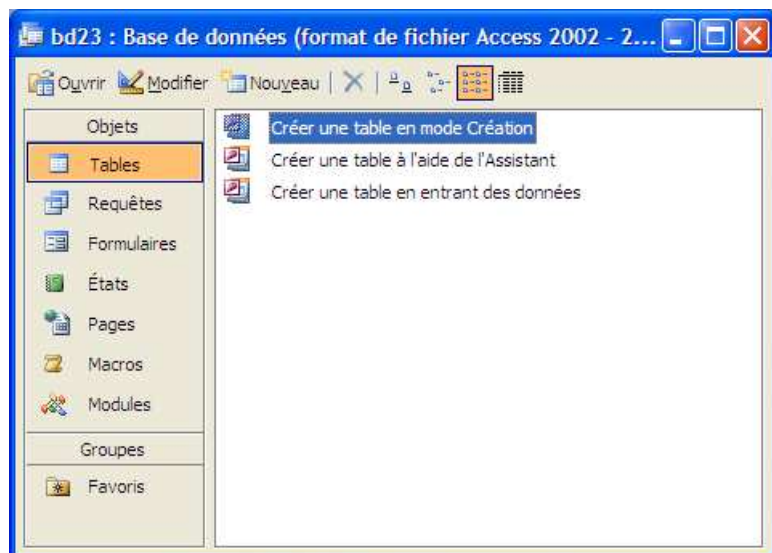 bd23 : Base de données (format de fichier Access 2002 - 2...
Ouvrir Modifier Nouveau
Objets
Tables
Requêtes
Formulaires
États
Pages
Macros
Modules
Groupes
Favoris
Créer une table en mode Création
Créer une table à l'aide de l'Assistant
Créer une table en entrant des données